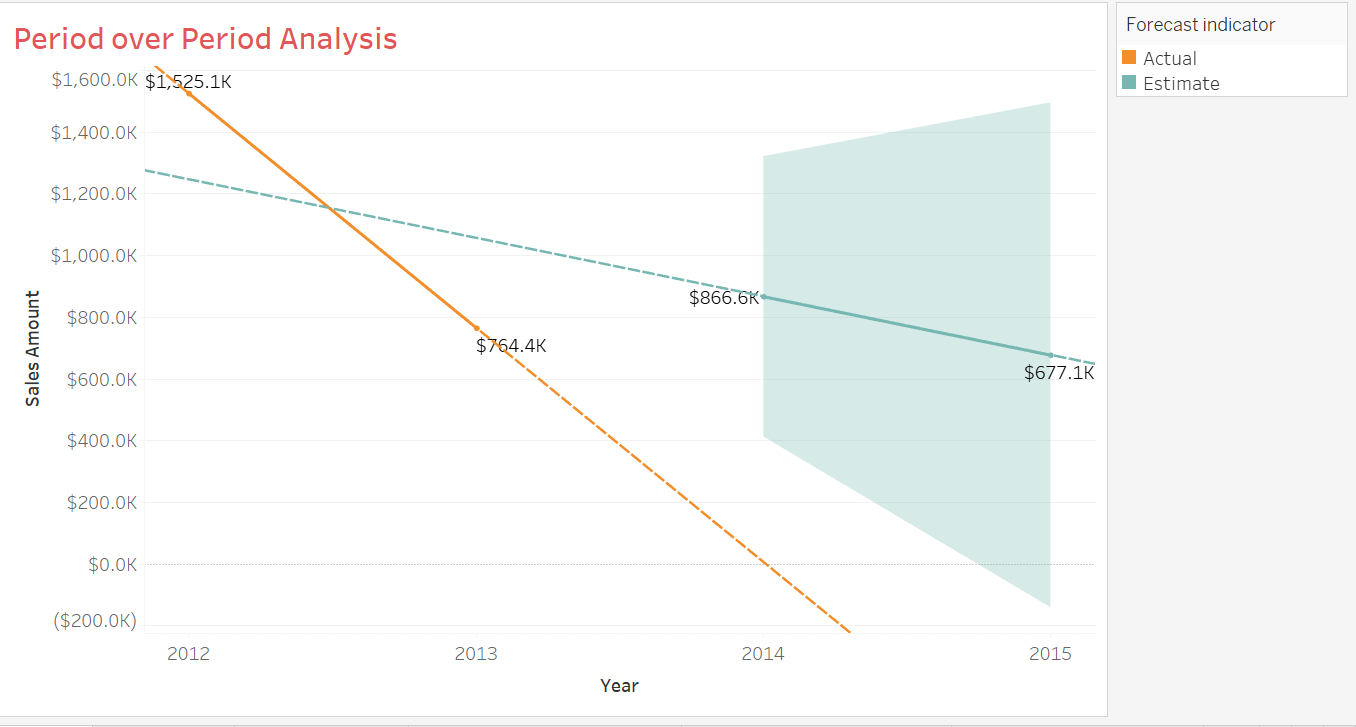 Period over Period Analysis
Forecast indicator
Actual
Estimate
$1,600.0K
$1,525.1K
$1,400.0K
$1,200.0K
$1,000.0K
$866.6K
$800.0K
$764.4K
$677.1K
$600.0K
$400.0K
$200.0K
$0.0K
($200.0K)
Sales Amount
2012 2013 2014 2015
Year